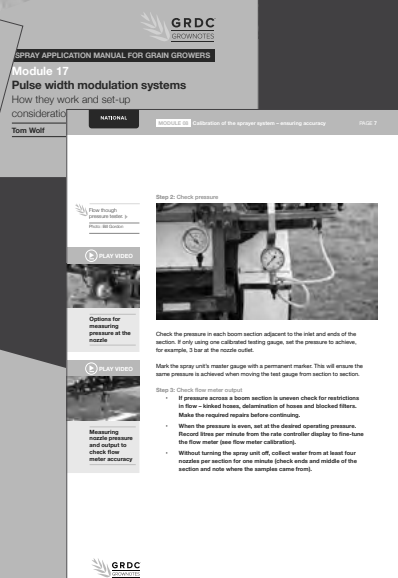 GRDC
GROWNOTES
SPRAY APPLICATION MANUAL FOR GRAIN GROWERS
Module 17
Pulse width modulation systems
How they work and set-up
consideratio
Tom Wolf
NATIONAL
MODULE 08 Calibration of the sprayer system – ensuring accuracy
PAGE 7
Step 2: Check pressure
Flow through
pressure tester.
Photo: Bill Gordon
PLAY VIDEO
Options for
measuring
pressure at the
nozzle
Check the pressure in each boom section adjacent to the inlet and ends of the
section. If only using one calibrated testing gauge, set the pressure to achieve,
for example, 3 bar at the nozzle outlet.
Mark the spray unit's master gauge with a permanent marker. This will ensure the
same pressure is achieved when moving the test gauge from section to section.
PLAY VIDEO
Measuring
nozzle pressure
and output to
check flow
meter accuracy
Step 3: Check flow meter output
• If pressure across a boom section is uneven check for restrictions
in flow – kinked hoses, delamination of hoses and blocked filters.
Make the required repairs before continuing.
• When the pressure is even, set at the desired operating pressure.
Record litres per minute from the rate controller display to fine-tune
the flow meter (see flow meter calibration).
• Without turning the spray unit off, collect water from at least four
nozzles per section for one minute (check ends and middle of the
section and note where the samples came from).
GRDC
GROWNOTES